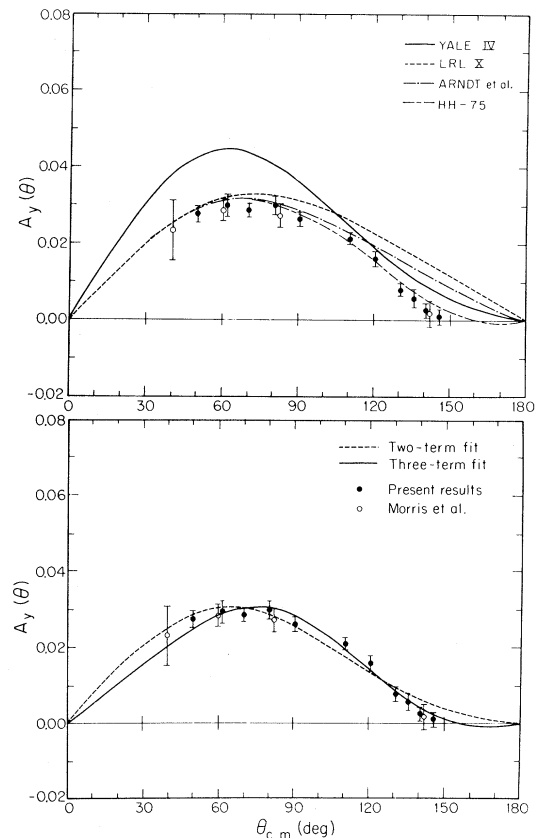 0.08
YALE IV
LRL X
ARNDT et al.
HH-75
0.06
0.04
A y (θ)
0.02
0.00
-0.02
0 30 60 90 120 150 180
0.08
Two-term fit
Three-term fit
Present results
Morris et al.
0.06
0.04
A y (θ)
0.02
0.00
-0.02
0 30 60 90 120 150 180
θ c.m (deg)